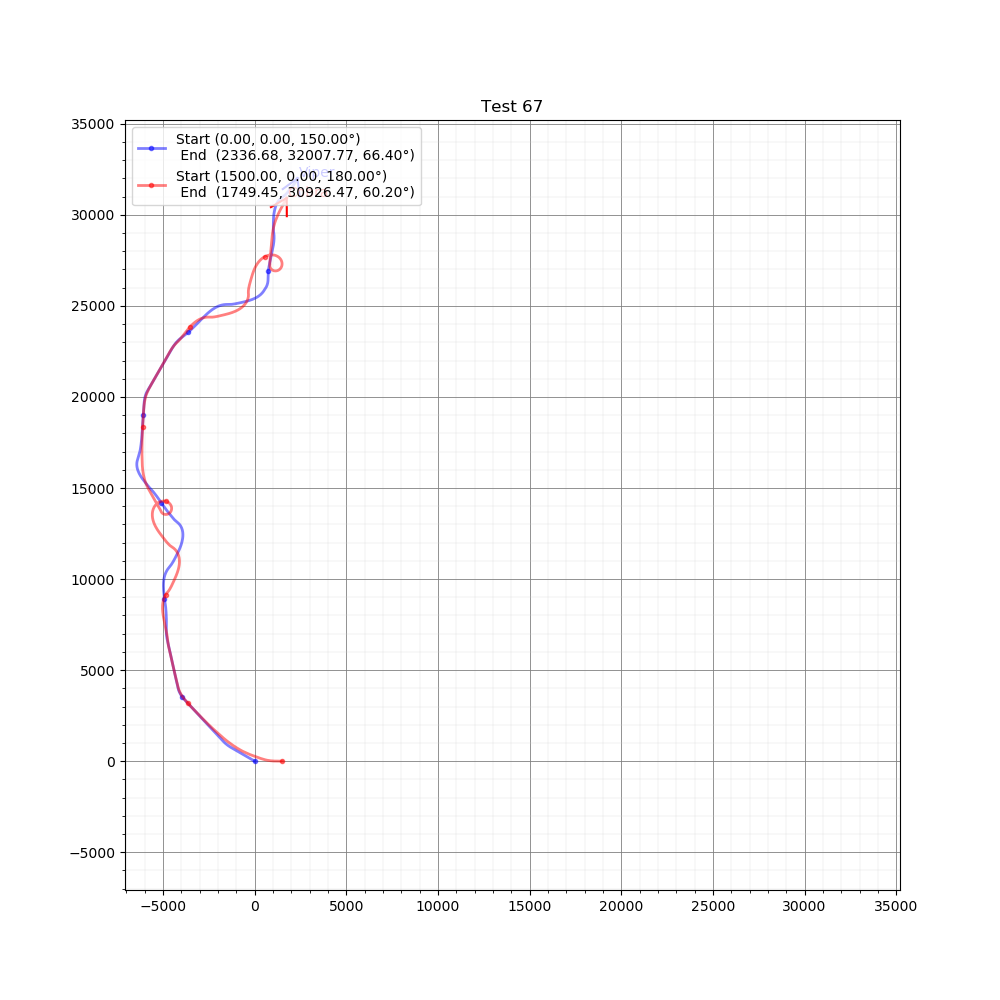 Test 67
Start (0.00, 0.00, 150.00°)
End (2336.68, 32007.77, 66.40°)
Start (1500.00, 0.00, 180.00°)
End (1749.45, 30926.47, 60.20°)
35000
30000
25000
20000
15000
10000
5000
0
−5000
−5000 0 5000 10000 15000 20000 25000 30000 35000